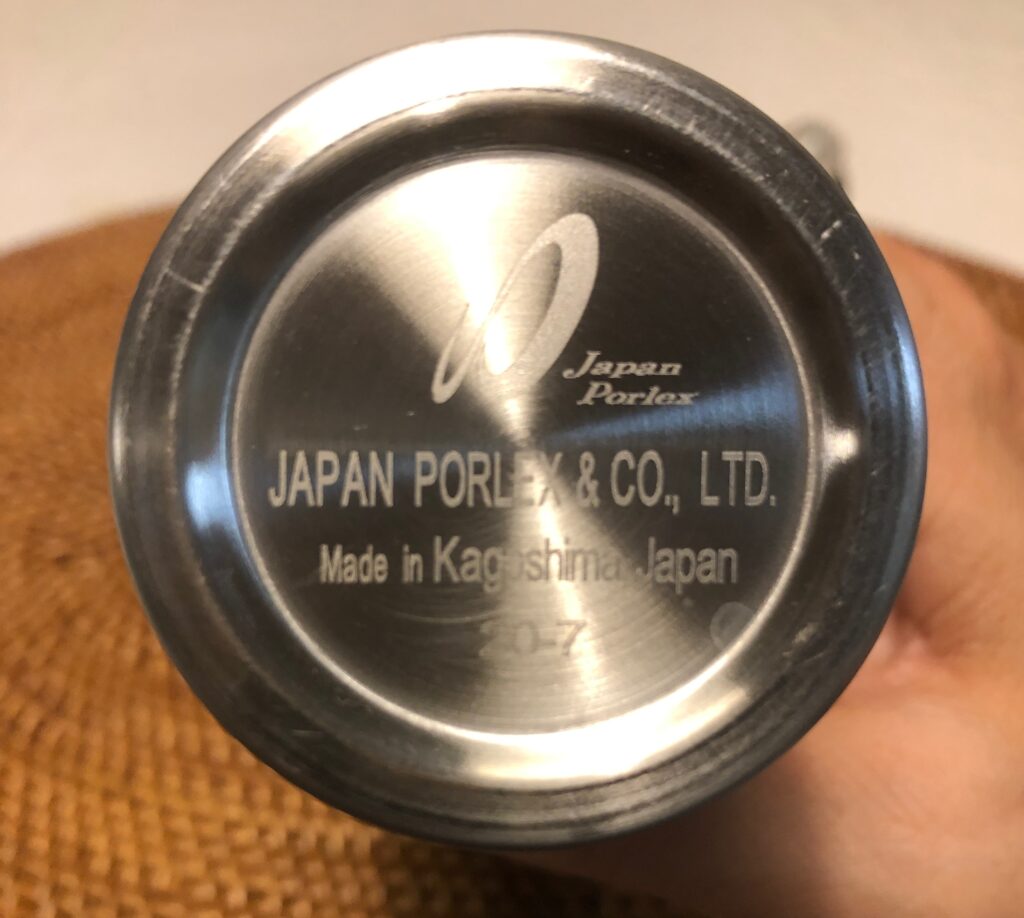 Japan
Porlex
JAPAN PORLEX & CO., LTD.
Made in Kagoshima Japan
20-7